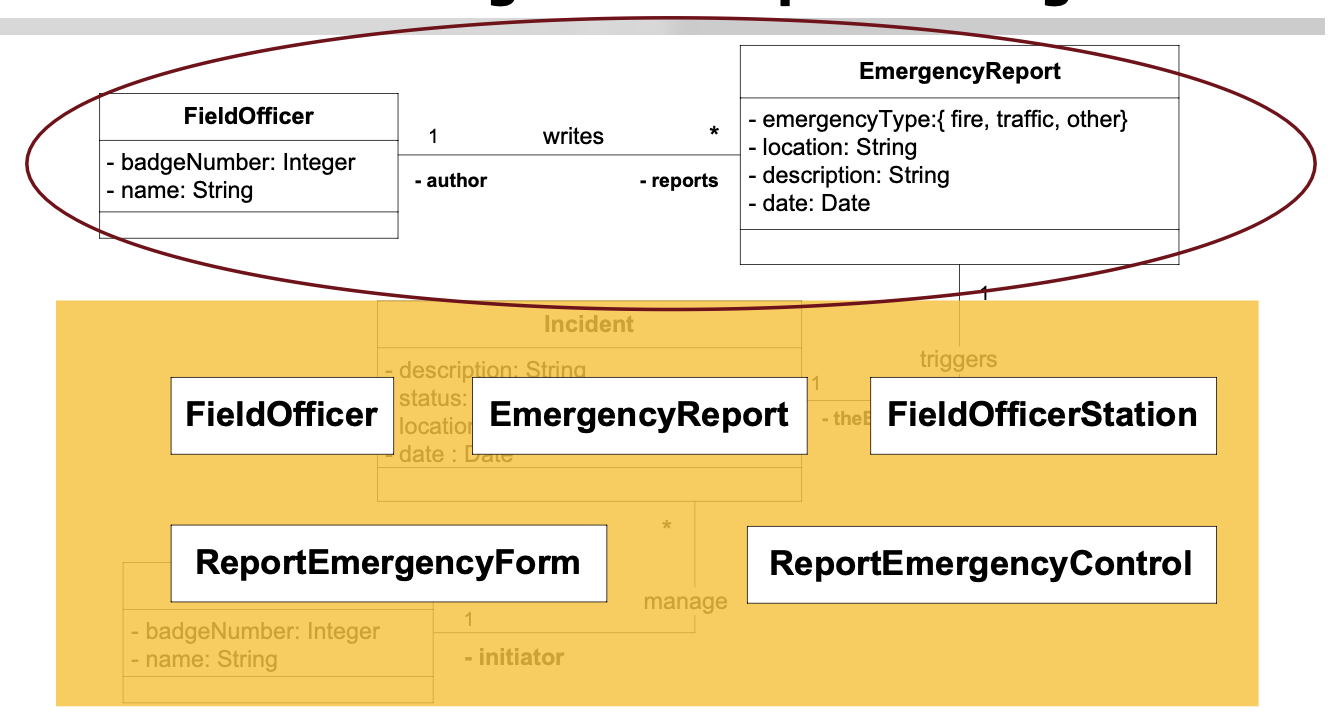 FieldOfficer
- badgeNumber: Integer
- name: String
1 writes *
- author - reports
EmergencyReport
- emergencyType:{ fire, traffic, other}
- location: String
- description: String
- date: Date
1
triggers
Incident
- description: String
status:
location
- date : Date
1
- the
FieldOfficer
EmergencyReport
FieldOfficerStation
ReportEmergencyForm
ReportEmergencyControl
*
manage
- badgeNumber: Integer
- name: String
1
- initiator